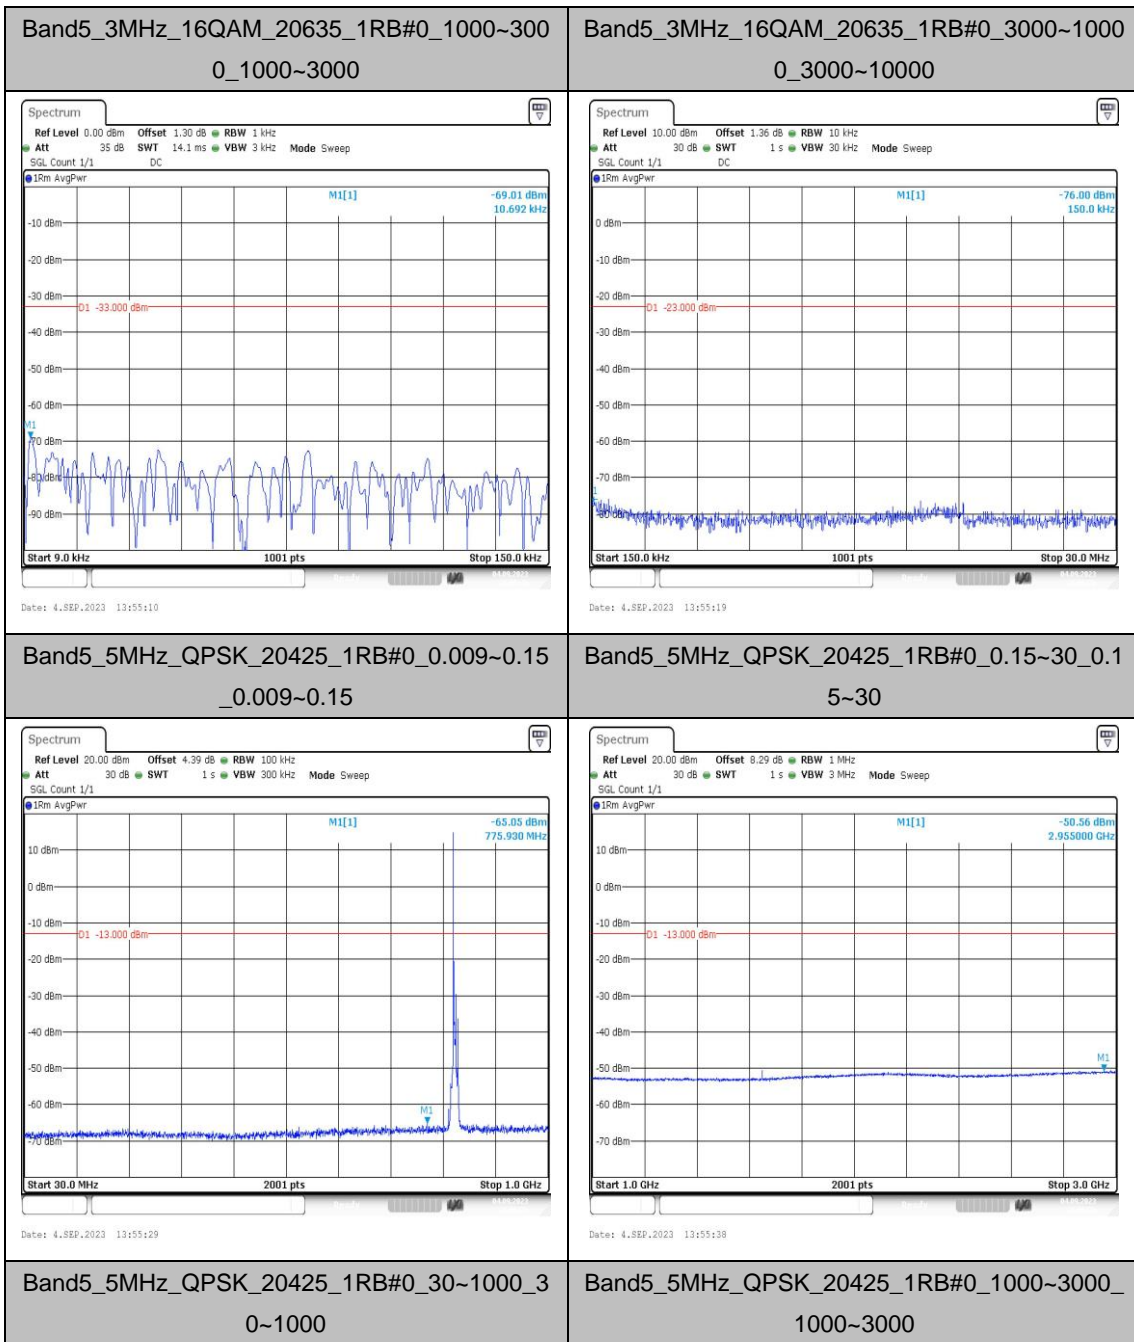 Band5_3MHz_16QAM_20635_1RB#0_1000~300
0_1000~3000
Band5_3MHz_16QAM_20635_1RB#0_3000~1000
0_3000~10000
Spectrum
Ref Level 0.00 dBm Offset 1.30 dB RBW 1 kHz
Att 35 dB SWT 14.1 ms VBW 3 kHz Mode Sweep
SGL Count 1/1 DC
1Rm AvgPwr
M1[1] -69.01 dBm
10.692 kHz
-10 dBm
-20 dBm
-30 dBm
D1 -33.000 dBm
-40 dBm
-50 dBm
-60 dBm
M1
-70 dBm
-80 dBm
-90 dBm
Start 9.0 kHz 1001 pts Stop 150.0 kHz
Date: 4.SEP.2023 13:55:10
Spectrum
Ref Level 10.00 dBm Offset 1.36 dB RBW 10 kHz
Att 30 dB SWT 1 s VBW 30 kHz Mode Sweep
SGL Count 1/1 DC
1Rm AvgPwr
M1[1] -76.00 dBm
150.0 kHz
0 dBm
-10 dBm
-20 dBm
D1 -23.000 dBm
-30 dBm
-40 dBm
-50 dBm
-60 dBm
-70 dBm
-80 dBm
Start 150.0 kHz 1001 pts Stop 30.0 MHz
Date: 4.SEP.2023 13:55:19
Band5_5MHz_QPSK_20425_1RB#0_0.009~0.15
_0.009~0.15
Band5_5MHz_QPSK_20425_1RB#0_0.15~30_0.1
5~30
Spectrum
Ref Level 20.00 dBm Offset 4.39 dB RBW 100 kHz
Att 30 dB SWT 1 s VBW 300 kHz Mode Sweep
SGL Count 1/1
1Rm AvgPwr
M1[1] -65.05 dBm
775.930 MHz
10 dBm
0 dBm
-10 dBm
D1 -13.000 dBm
-20 dBm
-30 dBm
-40 dBm
-50 dBm
-60 dBm
M1
-70 dBm
Start 30.0 MHz 2001 pts Stop 1.0 GHz
Date: 4.SEP.2023 13:55:29
Spectrum
Ref Level 20.00 dBm Offset 8.29 dB RBW 1 MHz
Att 30 dB SWT 1 s VBW 3 MHz Mode Sweep
SGL Count 1/1
1Rm AvgPwr
M1[1] -50.56 dBm
2.955000 GHz
10 dBm
0 dBm
-10 dBm
D1 -13.000 dBm
-20 dBm
-30 dBm
-40 dBm
-50 dBm
M1
-60 dBm
-70 dBm
Start 1.0 GHz 2001 pts Stop 3.0 GHz
Date: 4.SEP.2023 13:55:38
Band5_5MHz_QPSK_20425_1RB#0_30~1000_3
0~1000
Band5_5MHz_QPSK_20425_1RB#0_1000~3000_
1000~3000